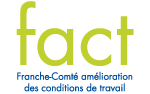 fact
Franche-Comté amélioration
des conditions de travail